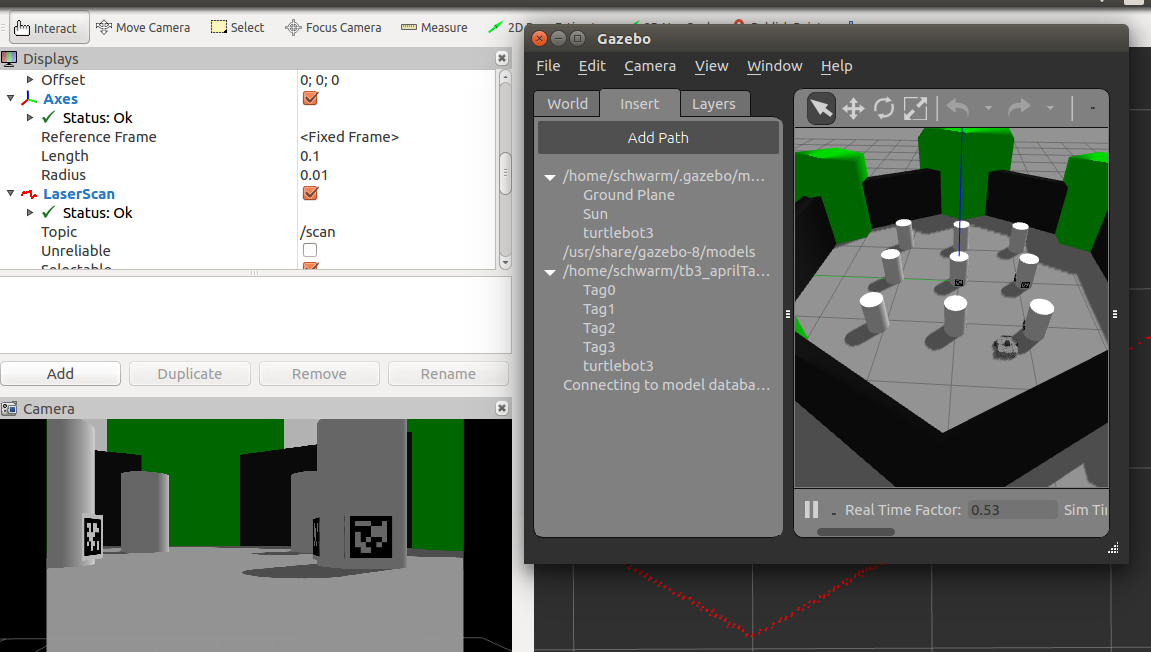 Interact Move Camera Select Focus Camera Measure 2D
Displays
Offset 0; 0; 0
Axes
Status: Ok
Reference Frame <Fixed Frame>
Length 0.1
Radius 0.01
LaserScan
Status: Ok
Topic /scan
Unreliable
Selectable
Add Duplicate Remove Rename
Camera
Gazebo
File Edit Camera View Window Help
World Insert Layers
Add Path
/home/schwarm/.gazebo/m...
Ground Plane
Sun
turtlebot3
/usr/share/gazebo-8/models
/home/schwarm/tb3_aprilTa...
Tag0
Tag1
Tag2
Tag3
turtlebot3
Connecting to model databa...
Real Time Factor: 0.53 Sim Ti